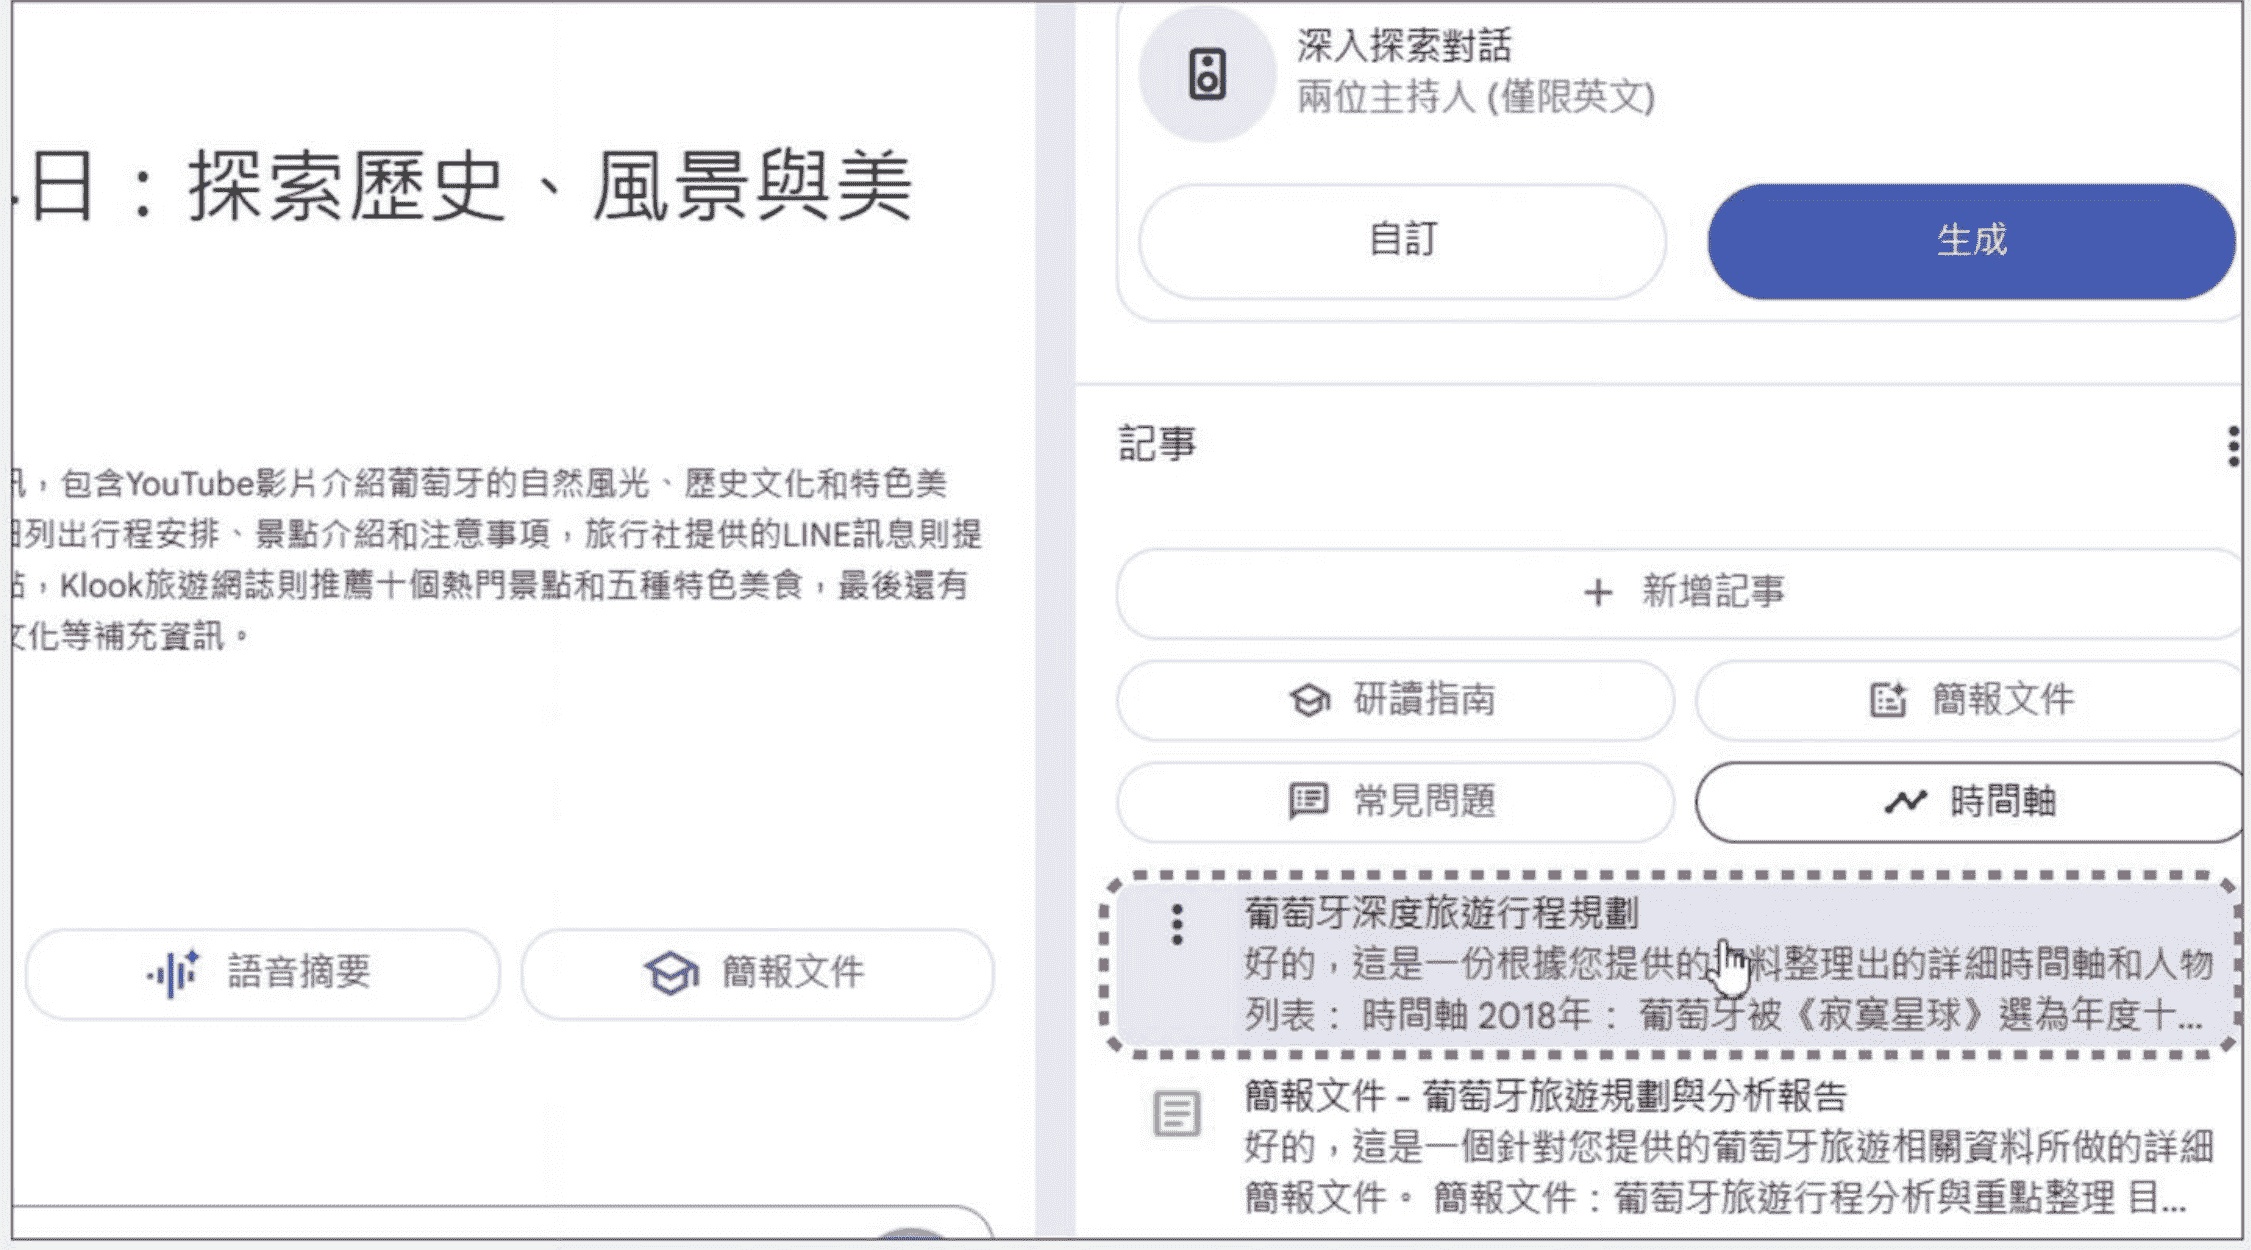 日：探索歷史、風景與美
，包含YouTube影片介紹葡萄牙的自然風光、歷史文化和特色美
列出行程安排、景點介紹和注意事項，旅行社提供的LINE訊息則提
，Klook旅遊網誌則推薦十個熱門景點和五種特色美食，最後還有
文化等補充資訊。
語音摘要
簡報文件
深入探索對話
兩位主持人 (僅限英文)
自訂
生成
記事
+ 新增記事
研讀指南
簡報文件
常見問題
時間軸
葡萄牙深度旅遊行程規劃
好的，這是一份根據您提供的料整理出的詳細時間軸和人物
列表： 時間軸 2018年： 葡萄牙被《寂寞星球》選為年度十...
簡報文件 - 葡萄牙旅遊規劃與分析報告
好的，這是一個針對您提供的葡萄牙旅遊相關資料所做的詳細
簡報文件。 簡報文件：葡萄牙旅遊行程分析與重點整理 目...